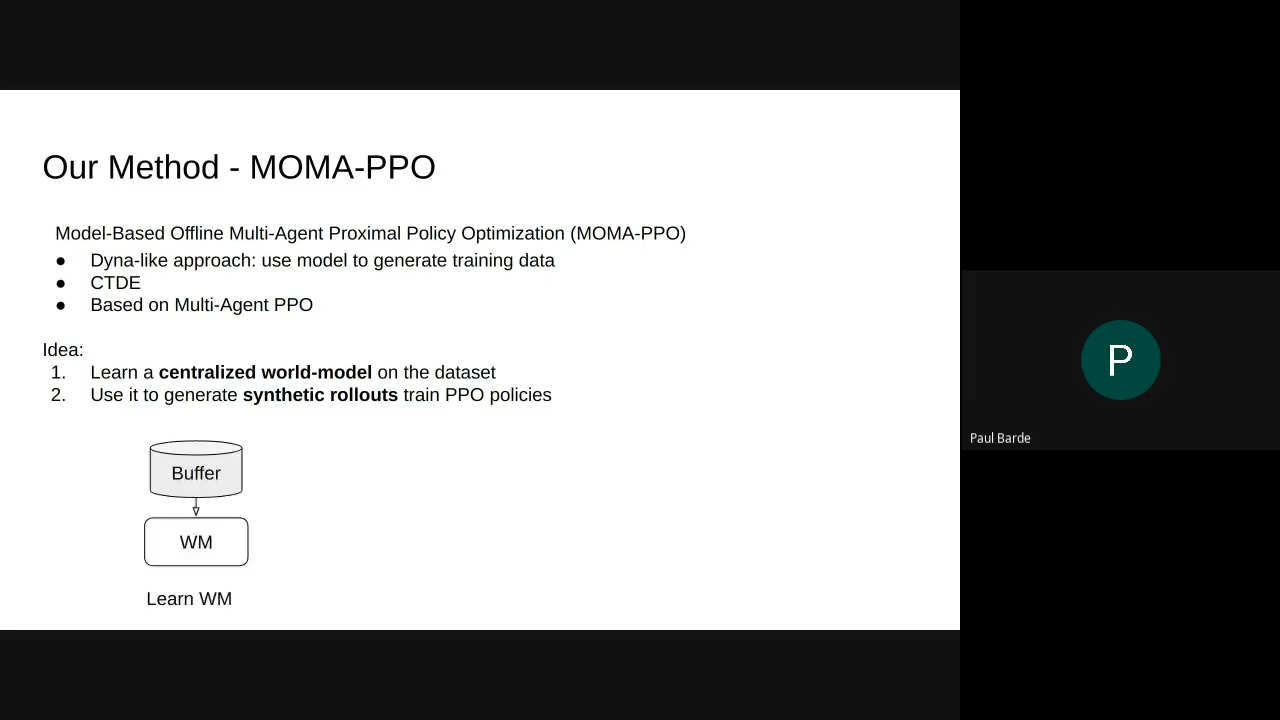 Our Method - MOMA-PPO
Model-Based Offline Multi-Agent Proximal Policy Optimization (MOMA-PPO)
● Dyna-like approach: use model to generate training data
● CTDE
● Based on Multi-Agent PPO
Idea:
1. Learn a centralized world-model on the dataset
2. Use it to generate synthetic rollouts train PPO policies
Buffer
WM
Learn WM
P
Paul Barde